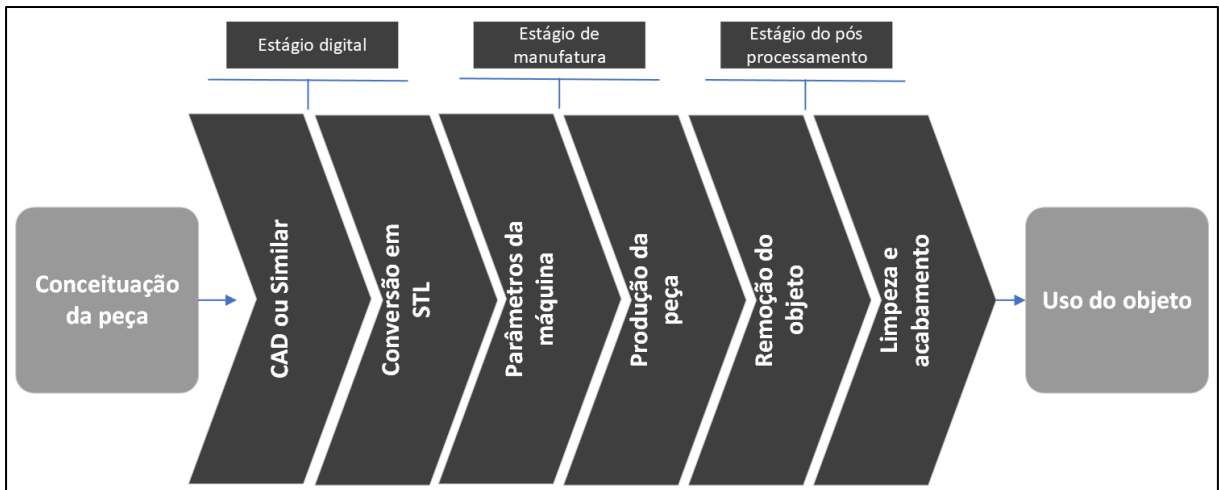 Estágio digital
Estágio de
manufatura
Estágio do pós
processamento
Conceituação
da peça
CAD ou Similar
Conversão em
STL
Parâmetros da
máquina
Produção da
peça
Remoção do
objeto
Limpeza e
acabamento
Uso do objeto